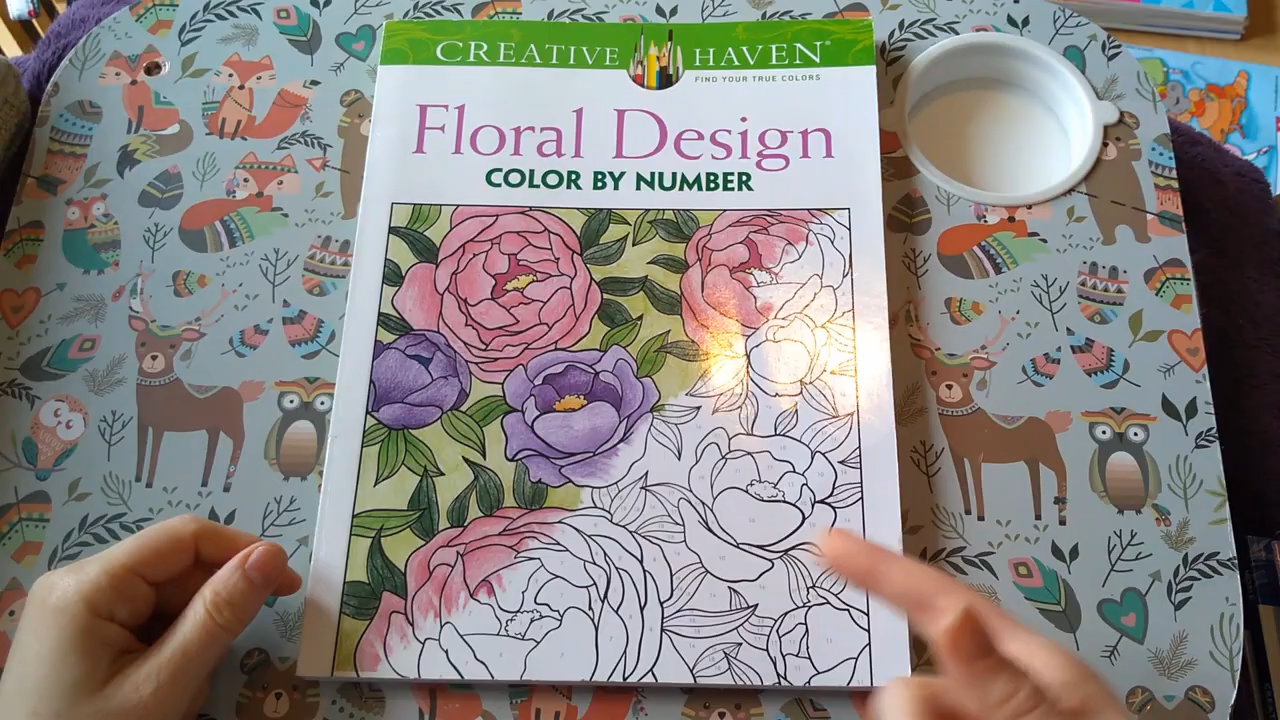 CREATIVE HAVEN®
FIND YOUR TRUE COLORS
Floral Design
COLOR BY NUMBER